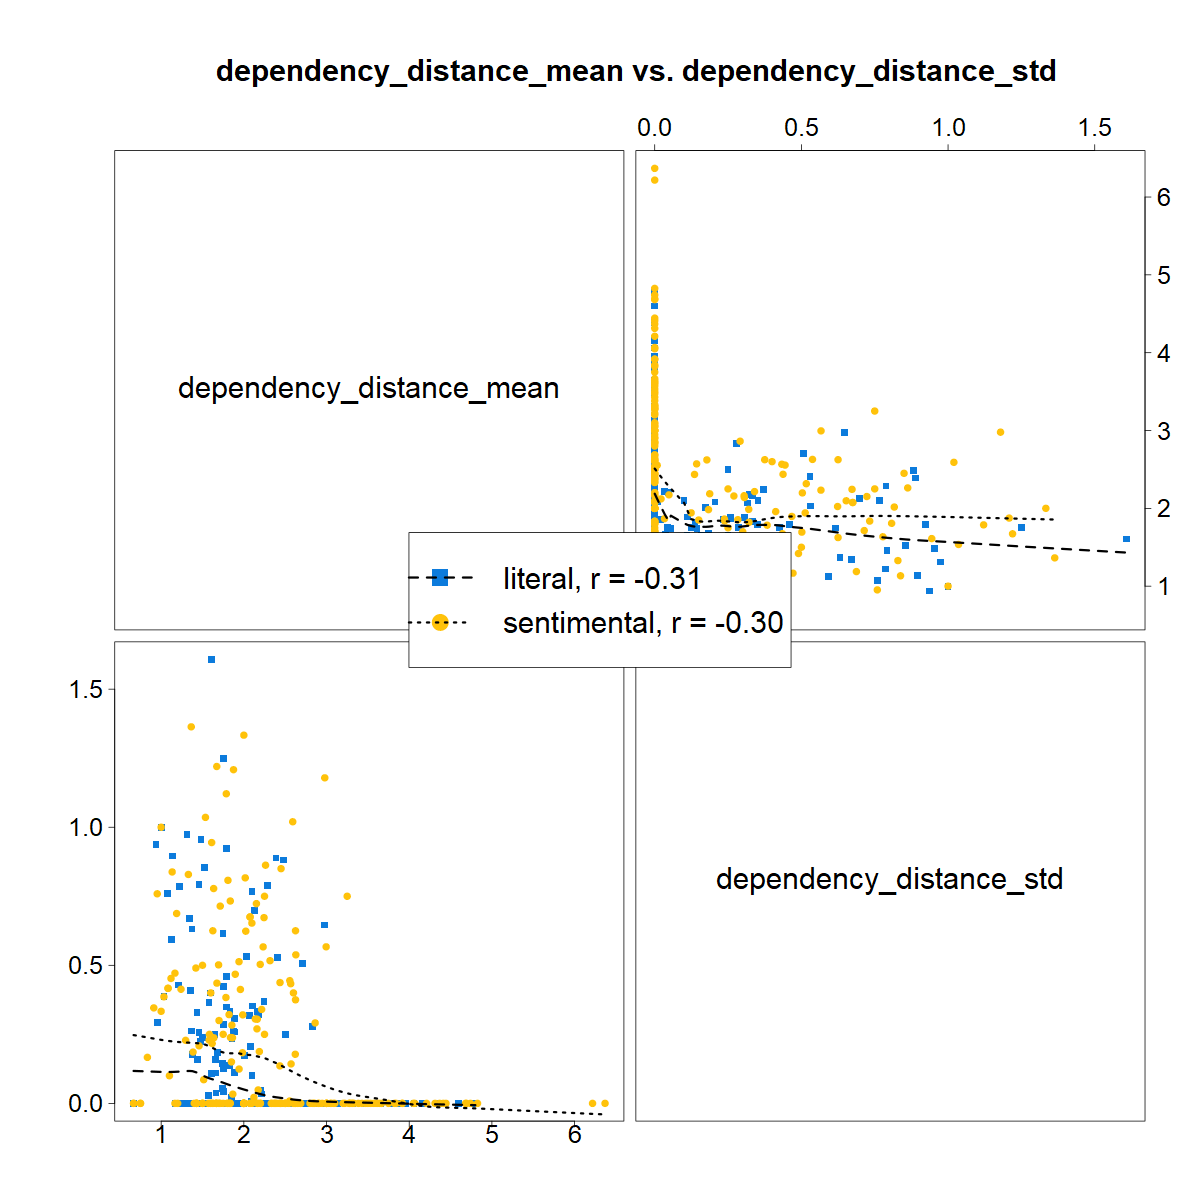 dependency_distance_mean vs. dependency_distance_std
0.0 0.5 1.0 1.5
6
5
4
3
2
1
dependency_distance_mean
literal, r = -0.31
sentimental, r = -0.30
1.5
1.0
0.5
0.0
dependency_distance_std
1 2 3 4 5 6